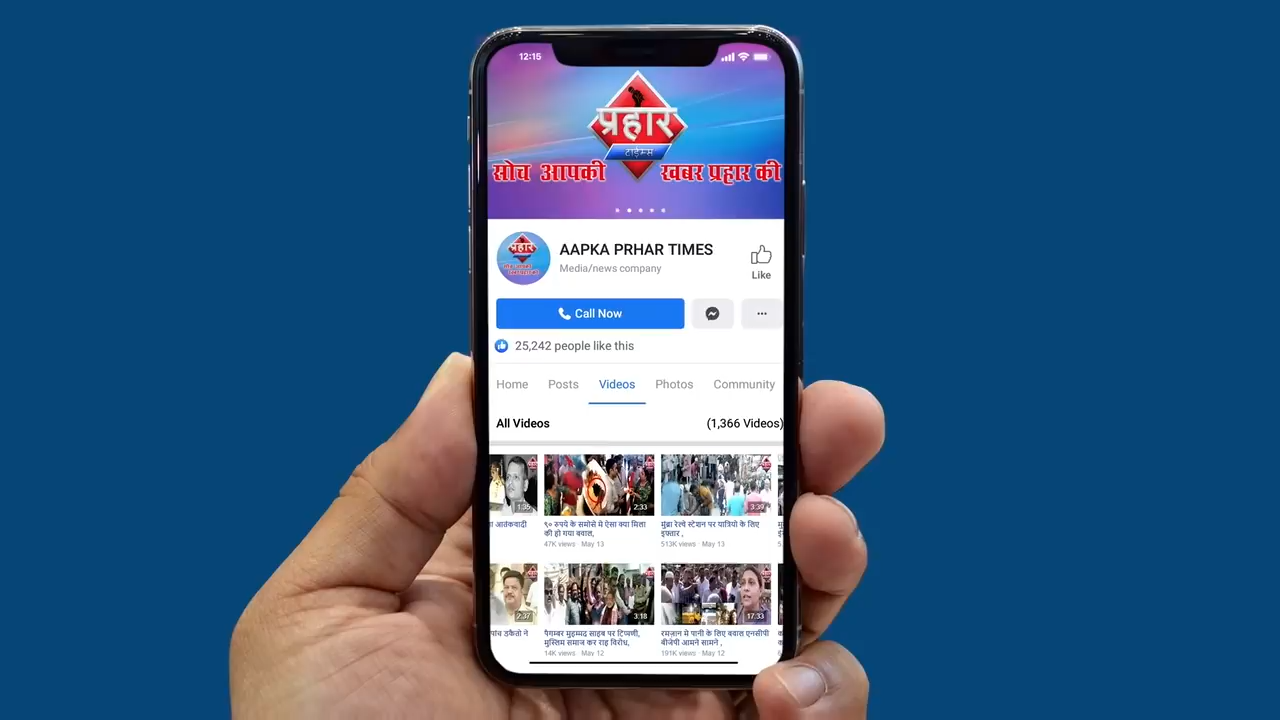 12:15
प्रहार
टाईम्स
सोच आपकी खबर प्रहार की
प्रहार
AAPKA PRHAR TIMES
Media/news company
Like
Call Now
25,242 people like this
Home Posts Videos Photos Community
All Videos (1,366 Videos)
1:35 2:33 3:39
आतंकवादी
९० रुपये के समोसे मे ऐसा क्या मिला
की हो गया बवाल,
47K views · May 13
मुंब्रा रेल्वे स्टेशन पर यात्रियो के लिए
इफ्तार ,
513K views · May 13
2:37 3:18 17:33
पांच डकैतो ने
पैगम्बर मुहम्मद साहब पर टिप्पणी,
मुस्लिम समाज कर राह विरोध,
14K views · May 12
रमज़ान मे पानी के लिए बवाल एनसीपी
बीजेपी आमने सामने ,
191K views · May 12